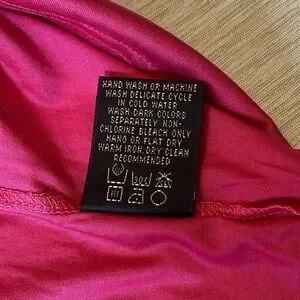 HAND WASH OR MACHINE
WASH DELICATE CYCLE
IN COLD WATER
WASH DARK COLORS
SEPARATELY NON-
CHLORINE BLEACH ONLY
HANG OR FLAT DRY
WARM IRON, DRY CLEAN
RECOMMENDED